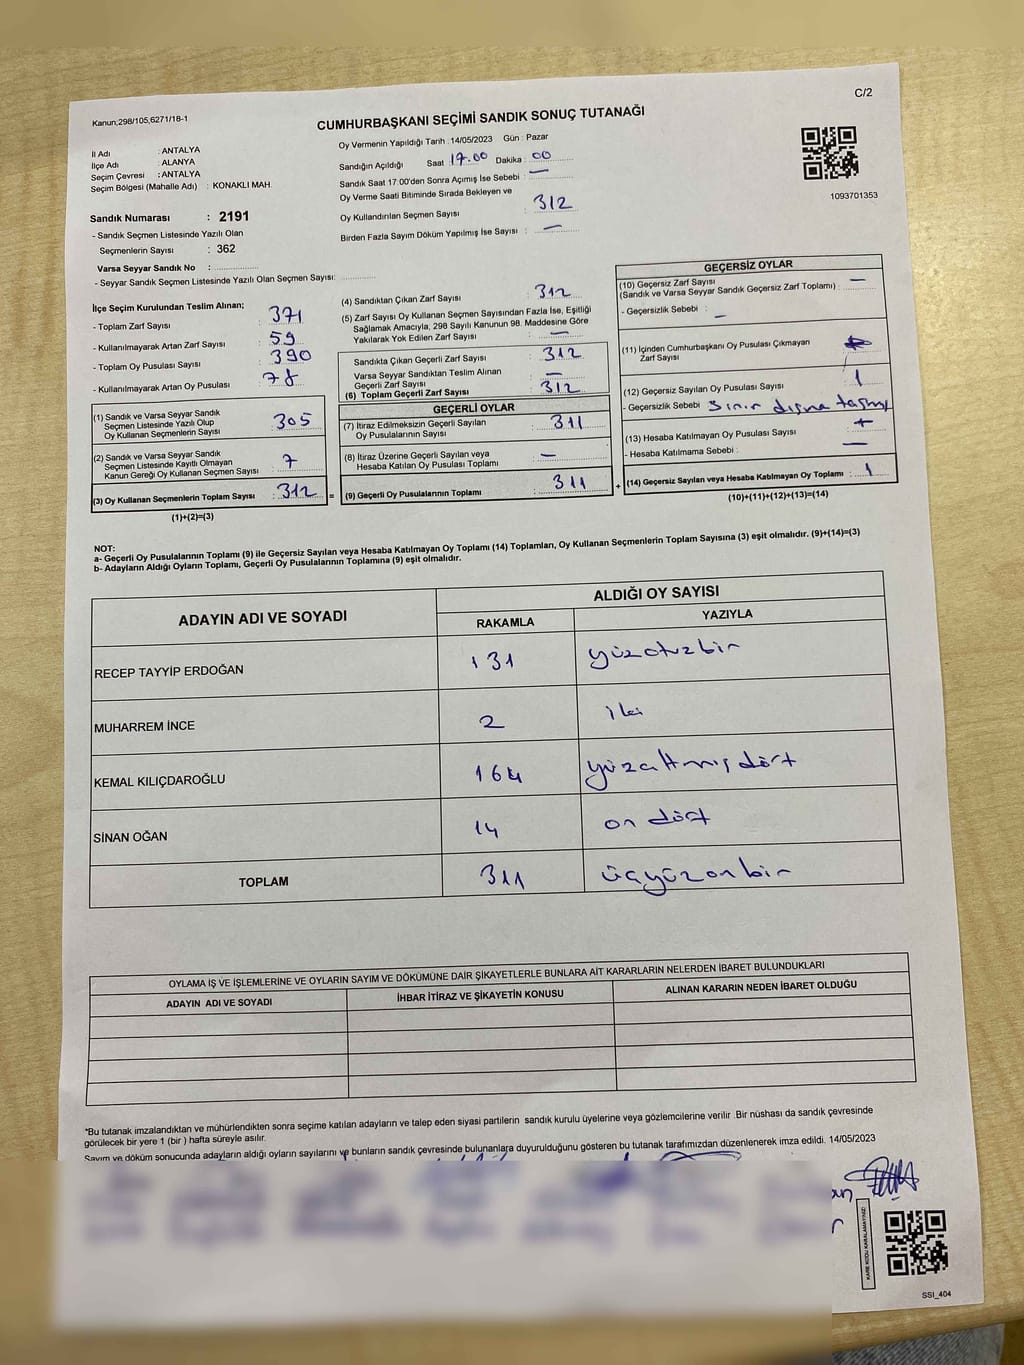 C/2
Kanun;298/105,6271/18-1
CUMHURBAŞKANI SEÇİMİ SANDIK SONUÇ TUTANAĞI
1093701353
İl Adı : ANTALYA
İlçe Adı : ALANYA
Seçim Çevresi : ANTALYA
Seçim Bölgesi (Mahalle Adı) : KONAKLI MAH.
Sandık Numarası : 2191
- Sandık Seçmen Listesinde Yazılı Olan
Seçmenlerin Sayısı : 362
Varsa Seyyar Sandık No :
- Seyyar Sandık Seçmen Listesinde Yazılı Olan Seçmen Sayısı:
Oy Vermenin Yapıldığı Tarih :14/05/2023 Gün : Pazar
Sandığın Açıldığı Saat 17.00 Dakika : 00
Sandık Saat 17.00'den Sonra Açımış İse Sebebi : —
Oy Verme Saati Bitiminde Sırada Bekleyen ve
Oy Kullandırılan Seçmen Sayısı : 312
Birden Fazla Sayım Döküm Yapılmış İse Sayısı : —
İlçe Seçim Kurulundan Teslim Alınan;
- Toplam Zarf Sayısı : 371
- Kullanılmayarak Artan Zarf Sayısı : 59
- Toplam Oy Pusulası Sayısı : 390
- Kullanılmayarak Artan Oy Pusulası : 78
(1) Sandık ve Varsa Seyyar Sandık
Seçmen Listesinde Yazılı Olup
Oy Kullanan Seçmenlerin Sayısı : 305
(2) Sandık ve Varsa Seyyar Sandık
Seçmen Listesinde Kayıtlı Olmayan
Kanun Gereği Oy Kullanan Seçmen Sayısı : 7
(3) Oy Kullanan Seçmenlerin Toplam Sayısı : 312 =
(1)+(2)=(3)
(4) Sandıktan Çıkan Zarf Sayısı : 312
(5) Zarf Sayısı Oy Kullanan Seçmen Sayısından Fazla İse, Eşitliği
Sağlamak Amacıyla, 298 Sayılı Kanunun 98. Maddesine Göre
Yakılarak Yok Edilen Zarf Sayısı : —
Sandıkta Çıkan Geçerli Zarf Sayısı : 312
Varsa Seyyar Sandıktan Teslim Alınan
Geçerli Zarf Sayısı : —
(6) Toplam Geçerli Zarf Sayısı : 312
GEÇERLİ OYLAR
(7) İtiraz Edilmeksizin Geçerli Sayılan
Oy Pusulalarının Sayısı : 311
(8) İtiraz Üzerine Geçerli Sayılan veya
Hesaba Katılan Oy Pusulası Toplamı : —
(9) Geçerli Oy Pusulalarının Toplamı : 311 +
GEÇERSİZ OYLAR
(10) Geçersiz Zarf Sayısı
(Sandık ve Varsa Seyyar Sandık Geçersiz Zarf Toplamı) : —
- Geçersizlik Sebebi : —
(11) İçinden Cumhurbaşkanı Oy Pusulası Çıkmayan
Zarf Sayısı :
(12) Geçersiz Sayılan Oy Pusulası Sayısı : 1
- Geçersizlik Sebebi : Sınır dışına taşmış
(13) Hesaba Katılmayan Oy Pusulası Sayısı :
- Hesaba Katılmama Sebebi : —
(14) Geçersiz Sayılan veya Hesaba Katılmayan Oy Toplamı : 1
(10)+(11)+(12)+(13)=(14)
NOT:
a- Geçerli Oy Pusulalarının Toplamı (9) ile Geçersiz Sayılan veya Hesaba Katılmayan Oy Toplamı (14) Toplamları, Oy Kullanan Seçmenlerin Toplam Sayısına (3) eşit olmalıdır. (9)+(14)=(3)
b- Adayların Aldığı Oyların Toplamı, Geçerli Oy Pusulalarının Toplamına (9) eşit olmalıdır.
ADAYIN ADI VE SOYADI ALDIĞI OY SAYISI
RAKAMLA YAZIYLA
RECEP TAYYİP ERDOĞAN 131 yüzotuzbir
MUHARREM İNCE 2 iki
KEMAL KILIÇDAROĞLU 164 yüzaltmışdört
SİNAN OĞAN 14 on dört
TOPLAM 311 üçyüzonbir
OYLAMA İŞ VE İŞLEMLERİNE VE OYLARIN SAYIM VE DÖKÜMÜNE DAİR ŞİKAYETLERLE BUNLARA AİT KARARLARIN NELERDEN İBARET BULUNDUKLARI
ADAYIN ADI VE SOYADI İHBAR İTİRAZ VE ŞİKAYETİN KONUSU ALINAN KARARIN NEDEN İBARET OLDUĞU
*Bu tutanak imzalandıktan ve mühürlendikten sonra seçime katılan adayların ve talep eden siyasi partilerin sandık kurulu üyelerine veya gözlemcilerine verilir .Bir nüshası da sandık çevresinde
görülecek bir yere 1 (bir ) hafta süreyle asılır.
Sayım ve döküm sonucunda adayların aldığı oyların sayılarını ve bunların sandık çevresinde bulunanlara duyurulduğunu gösteren bu tutanak tarafımızdan düzenlenerek imza edildi. 14/05/2023
KARE KODU KARALAMAYINIZ!
SSI_404